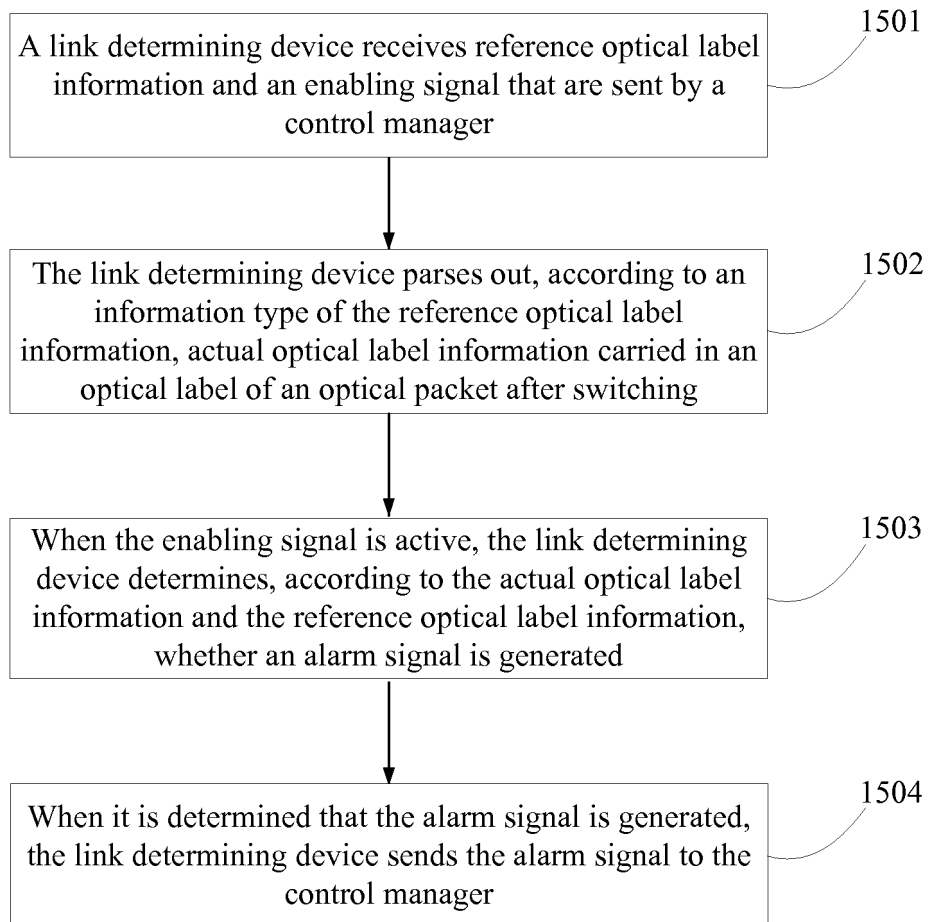 1501
A link determining device receives reference optical label
information and an enabling signal that are sent by a
control manager
1502
The link determining device parses out, according to an
information type of the reference optical label
information, actual optical label information carried in an
optical label of an optical packet after switching
1503
When the enabling signal is active, the link determining
device determines, according to the actual optical label
information and the reference optical label information,
whether an alarm signal is generated
1504
When it is determined that the alarm signal is generated,
the link determining device sends the alarm signal to the
control manager